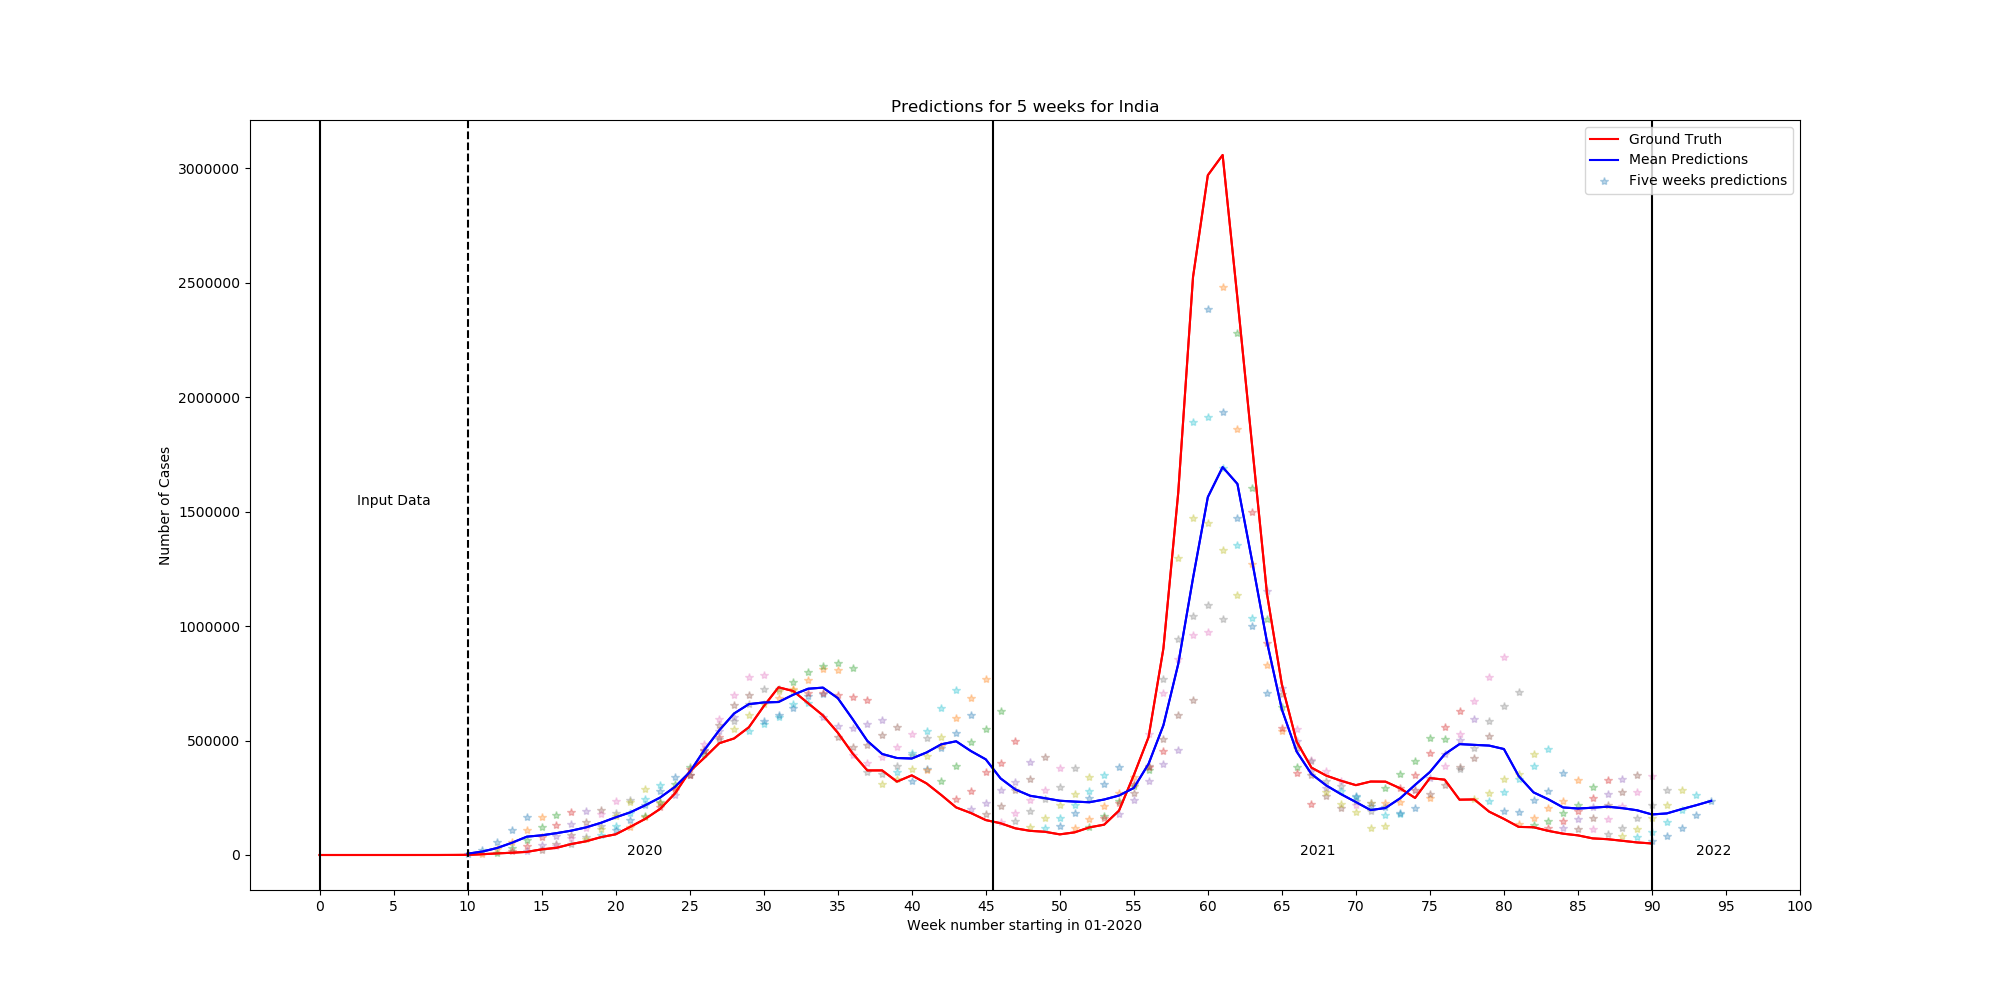 Predictions for 5 weeks for India
Ground Truth
Mean Predictions
Five weeks predictions
3000000
2500000
2000000
1500000
1000000
500000
0
Number of Cases
Input Data
2020
2021
2022
0 5 10 15 20 25 30 35 40 45 50 55 60 65 70 75 80 85 90 95 100
Week number starting in 01-2020